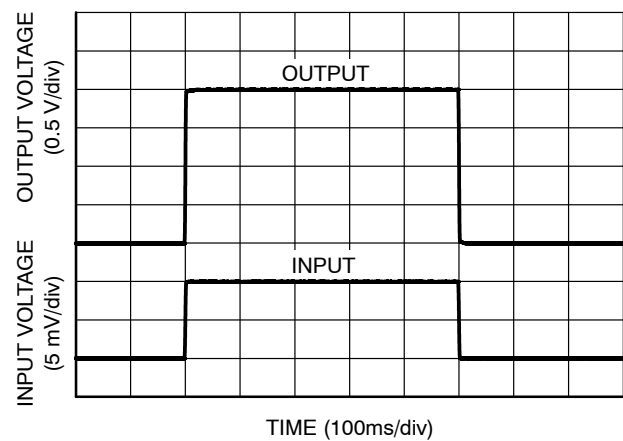 OUTPUT VOLTAGE
(0.5 V/div)
OUTPUT
INPUT VOLTAGE
(5 mV/div)
INPUT
TIME (100ms/div)